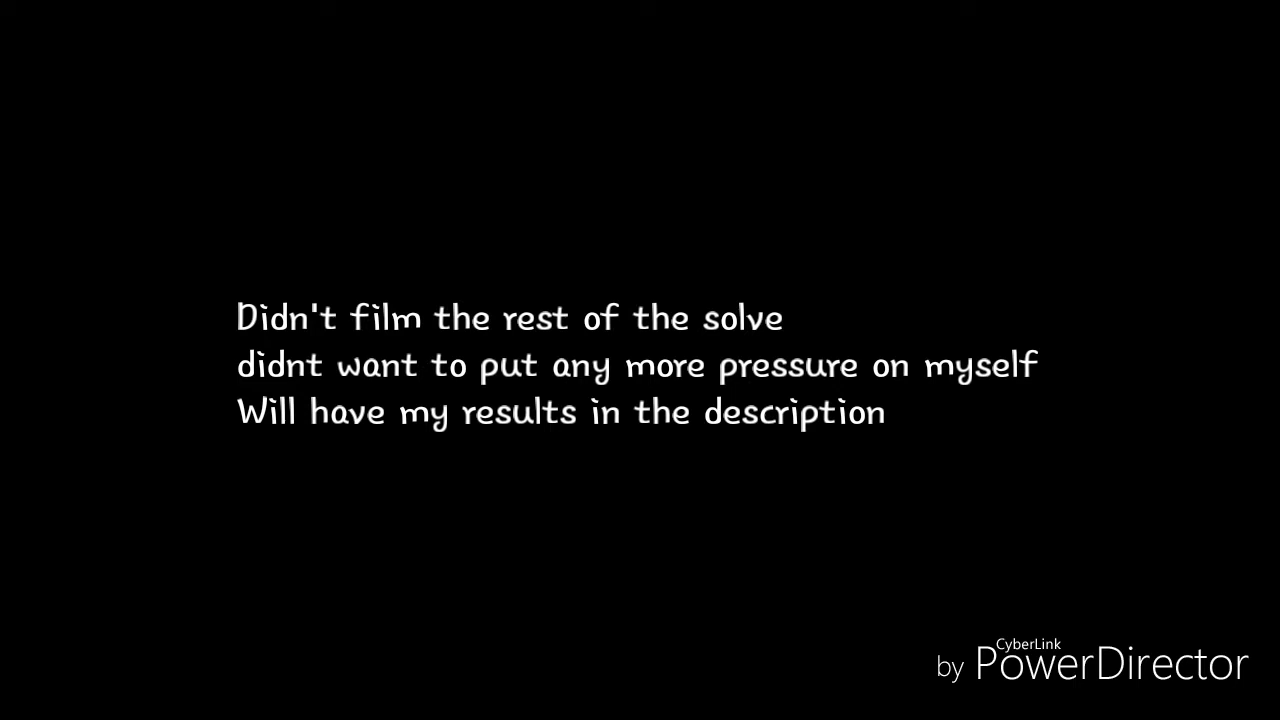 Didn't film the rest of the solve
didnt want to put any more pressure on myself
Will have my results in the description
CyberLink
by PowerDirector